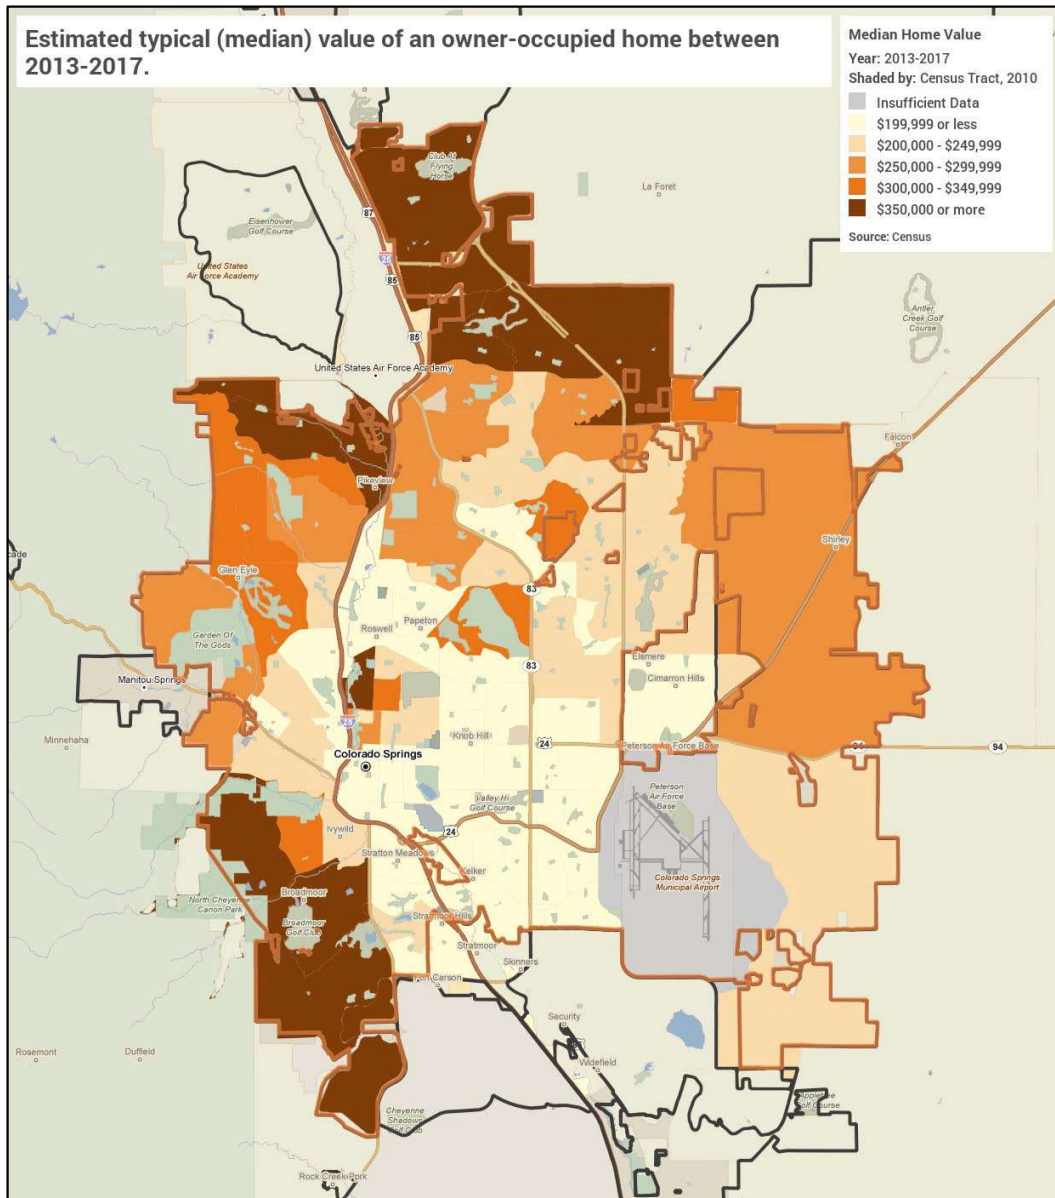 Estimated typical (median) value of an owner-occupied home between
2013-2017.
Median Home Value
Year: 2013-2017
Shaded by: Census Tract, 2010
Insufficient Data
$199,999 or less
$200,000 - $249,999
$250,000 - $299,999
$300,000 - $349,999
$350,000 or more
Source: Census
Club At
Flying
Horse
La Foret
87
Eisenhower
Golf Course
25
United States
Air Force Academy
85
Antler
Creek Golf
Course
85
United States Air Force Academy
Falcon
Pikeview
Shirley
cade
Glen Eyie
83
Garden Of
The Gods
Roswell
Papeton
Elsmere
83
Cimarron Hills
Manitou Springs
25
Minnehaha
Knob Hill
24
Peterson Air Force Base
94
Colorado Springs
Peterson
Air Force
Base
Valley Hi
Golf Course
Ivywild
24
Stratton Meadows
Kelker
Colorado Springs
Municipal Airport
Broadmoor
North Cheyenne
Canon Park
Broadmoor
Golf Club
Stratmoor Hills
Stratmoor
Skinners
Fort Carson
Security
Rosemont
Duffield
Widefield
Cheyenne
Shadows
Golf Club
Appletree
Golf Course
Rock Creek Park